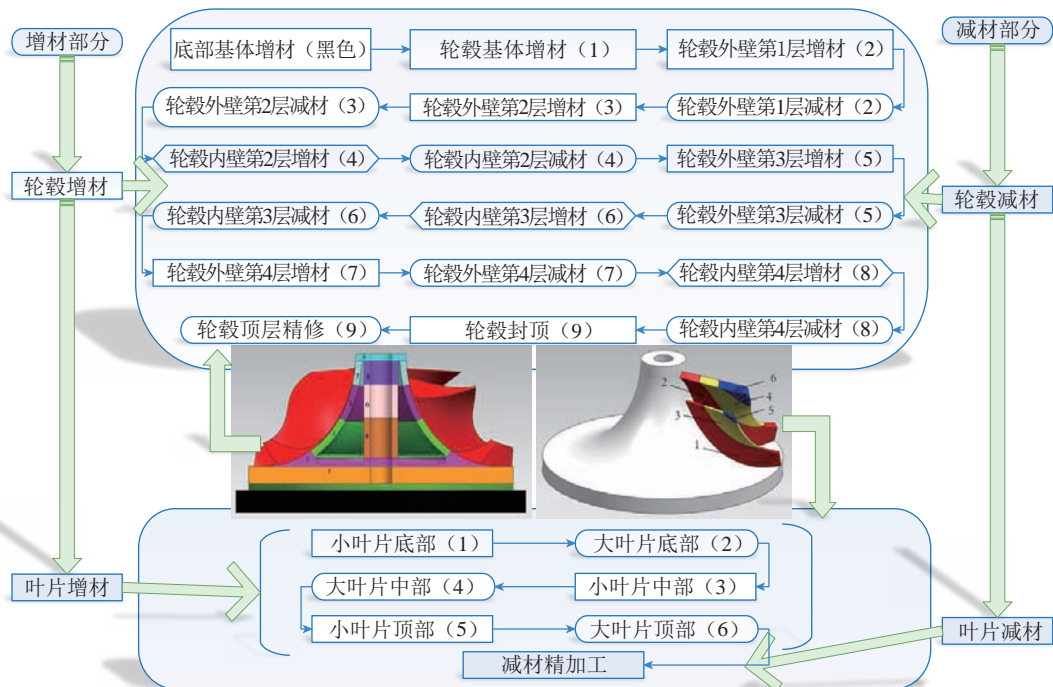 增材部分
减材部分
底部基体增材（黑色）
轮毂基体增材（1）
轮毂外壁第1层增材（2）
轮毂外壁第2层减材（3）
轮毂外壁第2层增材（3）
轮毂外壁第1层减材（2）
轮毂内壁第2层增材（4）
轮毂内壁第2层减材（4）
轮毂外壁第3层增材（5）
轮毂增材
轮毂减材
轮毂内壁第3层减材（6）
轮毂内壁第3层增材（6）
轮毂外壁第3层减材（5）
轮毂外壁第4层增材（7）
轮毂外壁第4层减材（7）
轮毂内壁第4层增材（8）
轮毂顶层精修（9）
轮毂封顶（9）
轮毂内壁第4层减材（8）
7
6
4
1
6
2
4
5
3
1
小叶片底部（1）
大叶片底部（2）
叶片增材
大叶片中部（4）
小叶片中部（3）
小叶片顶部（5）
大叶片顶部（6）
叶片减材
减材精加工